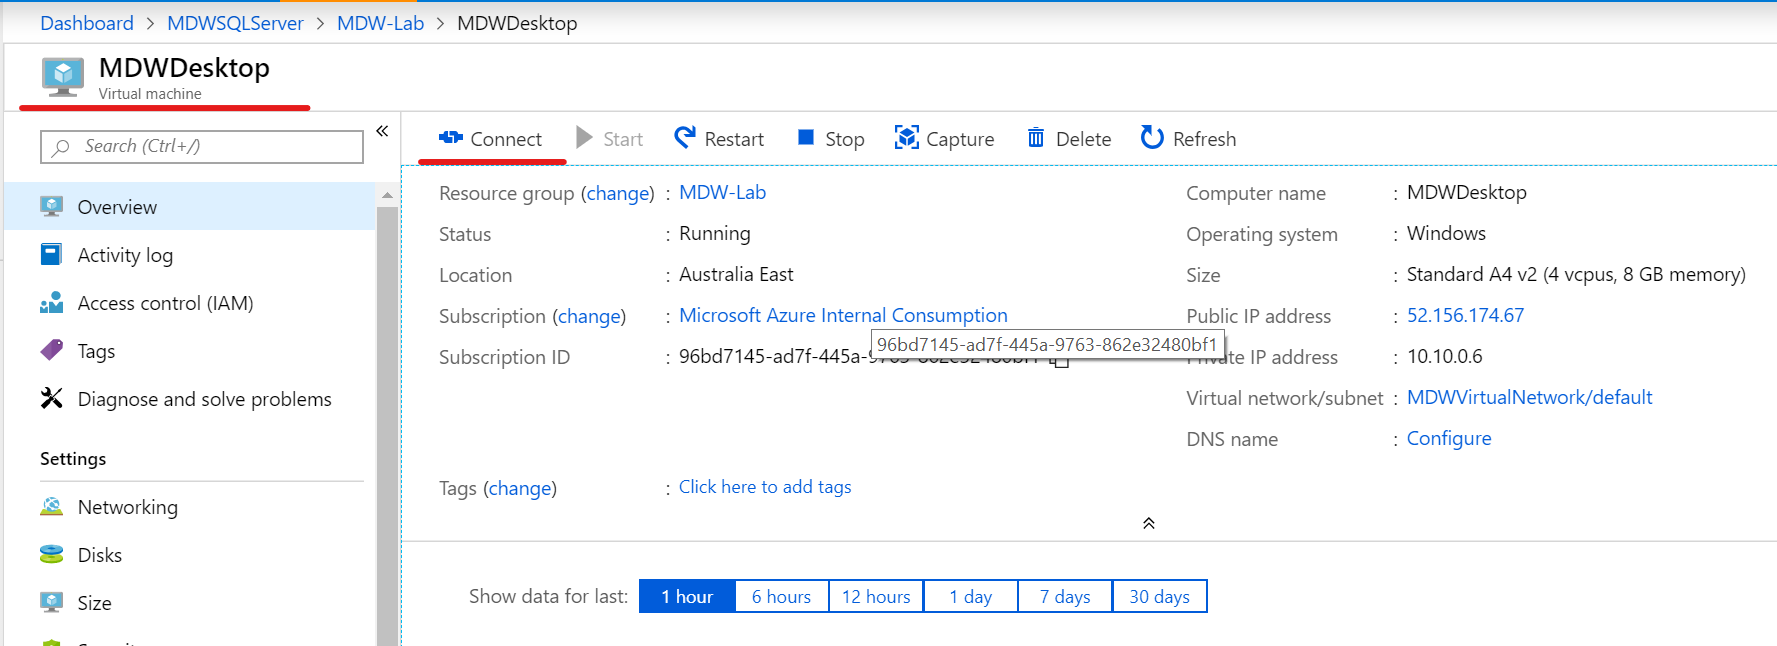 Dashboard > MDWSQLServer > MDW-Lab > MDWDesktop
MDWDesktop
Virtual machine
Search (Ctrl+/)
«
Connect Start Restart Stop Capture Delete Refresh
Overview
Activity log
Access control (IAM)
Tags
Diagnose and solve problems
Settings
Networking
Disks
Size
Resource group (change) : MDW-Lab
Status : Running
Location : Australia East
Subscription (change) : Microsoft Azure Internal Consumption
96bd7145-ad7f-445a-9763-862e32480bf1
Subscription ID : 96bd7145-ad7f-445a-9763-862e32480bf1
Tags (change) : Click here to add tags
Computer name : MDWDesktop
Operating system : Windows
Size : Standard A4 v2 (4 vcpus, 8 GB memory)
Public IP address : 52.156.174.67
Private IP address : 10.10.0.6
Virtual network/subnet : MDWVirtualNetwork/default
DNS name : Configure
Show data for last: 1 hour 6 hours 12 hours 1 day 7 days 30 days